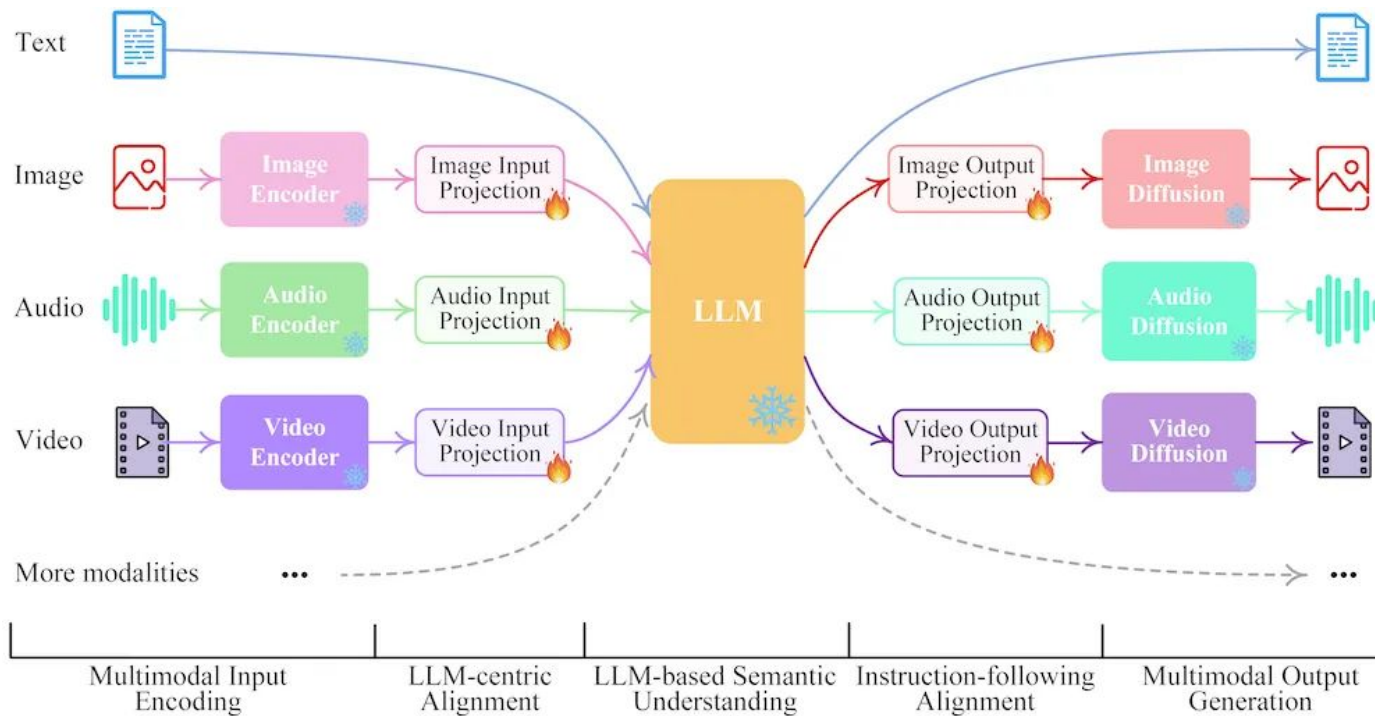 Text
Image
Image
Encoder
Image Input
Projection
Image Output
Projection
Image
Diffusion
Audio
Audio
Encoder
Audio Input
Projection
LLM
Audio Output
Projection
Audio
Diffusion
Video
Video
Encoder
Video Input
Projection
Video Output
Projection
Video
Diffusion
More modalities ...
...
Multimodal Input
Encoding
LLM-centric
Alignment
LLM-based Semantic
Understanding
Instruction-following
Alignment
Multimodal Output
Generation